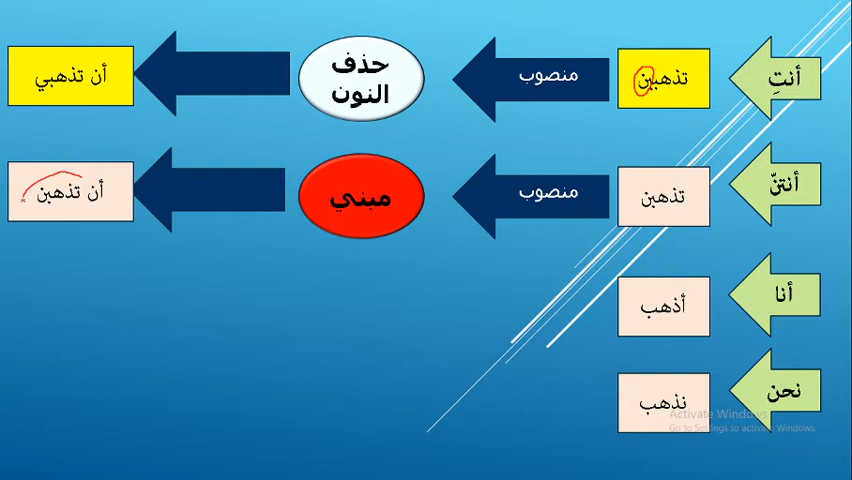 أنتِ
تذهبين
منصوب
حذف
النون
أن تذهبي
أنتنّ
تذهبن
منصوب
مبني
أن تذهبن
أنا
أذهب
نحن
نذهب
Activate Windows
Go to Settings to activate Windows.